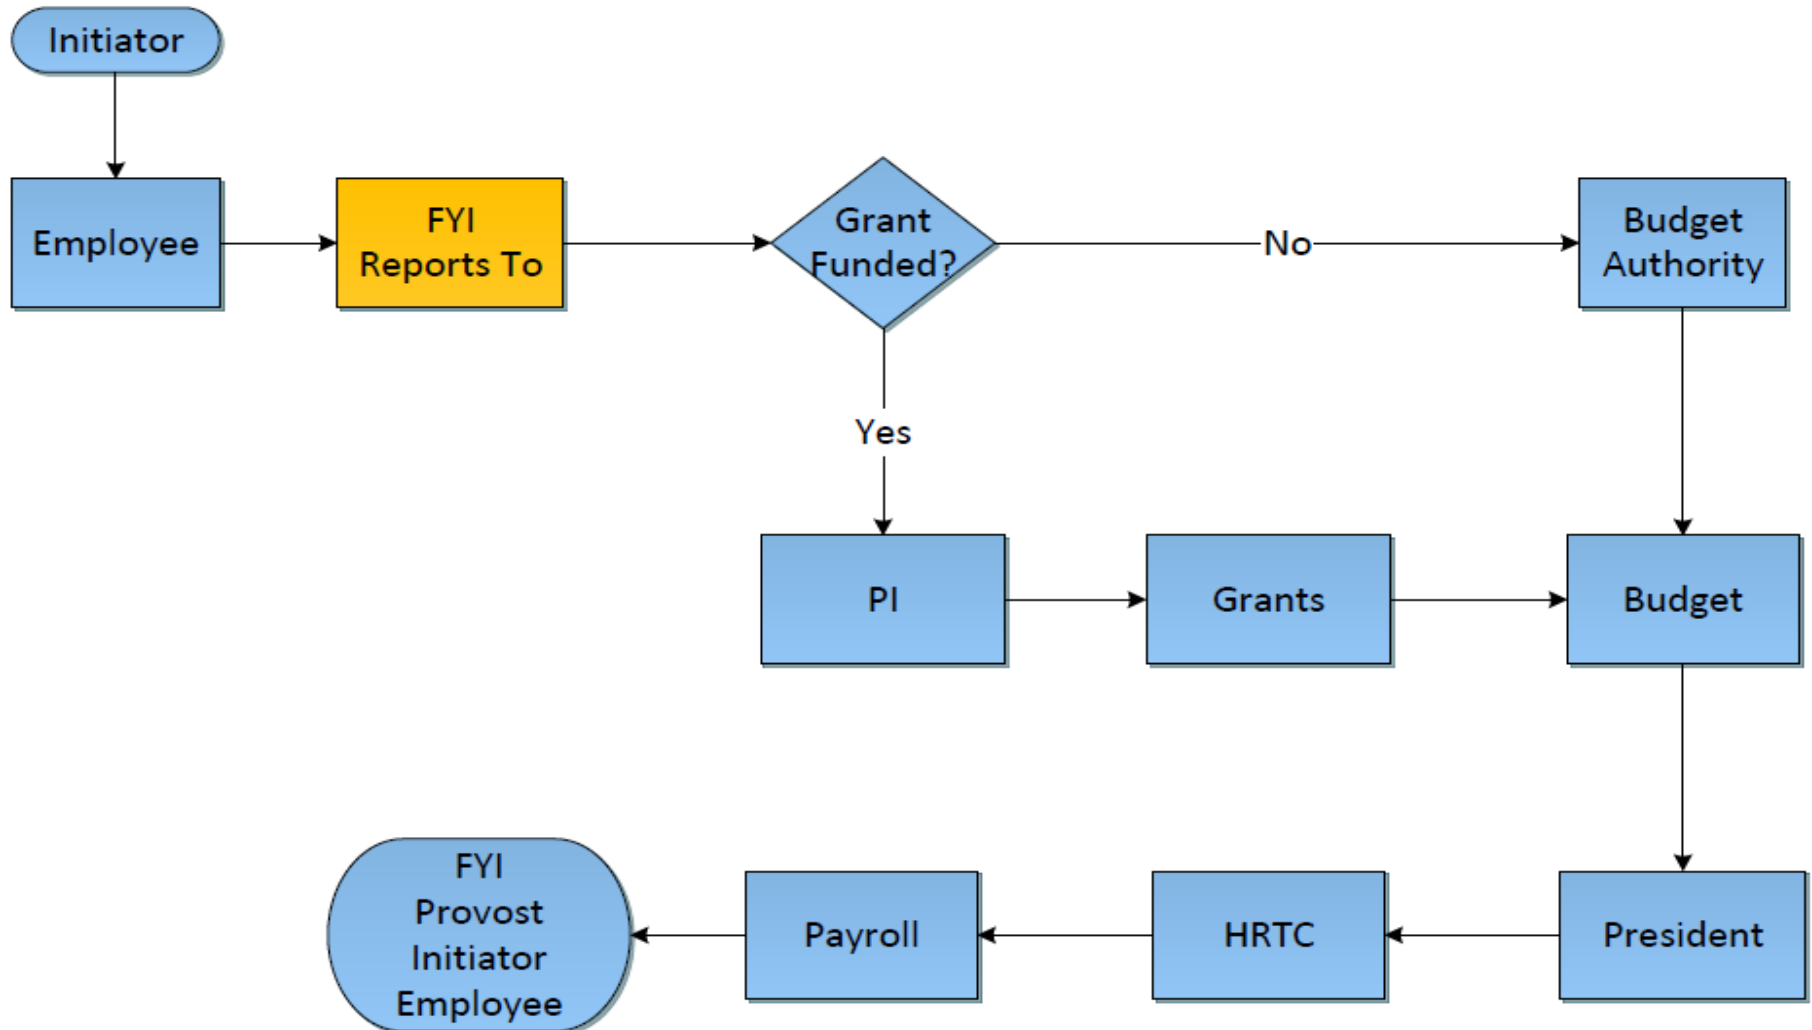 Initiator
Employee
FYI
Reports To
Grant
Funded?
No
Budget
Authority
Yes
PI
Grants
Budget
FYI
Provost
Initiator
Employee
Payroll
HRTC
President